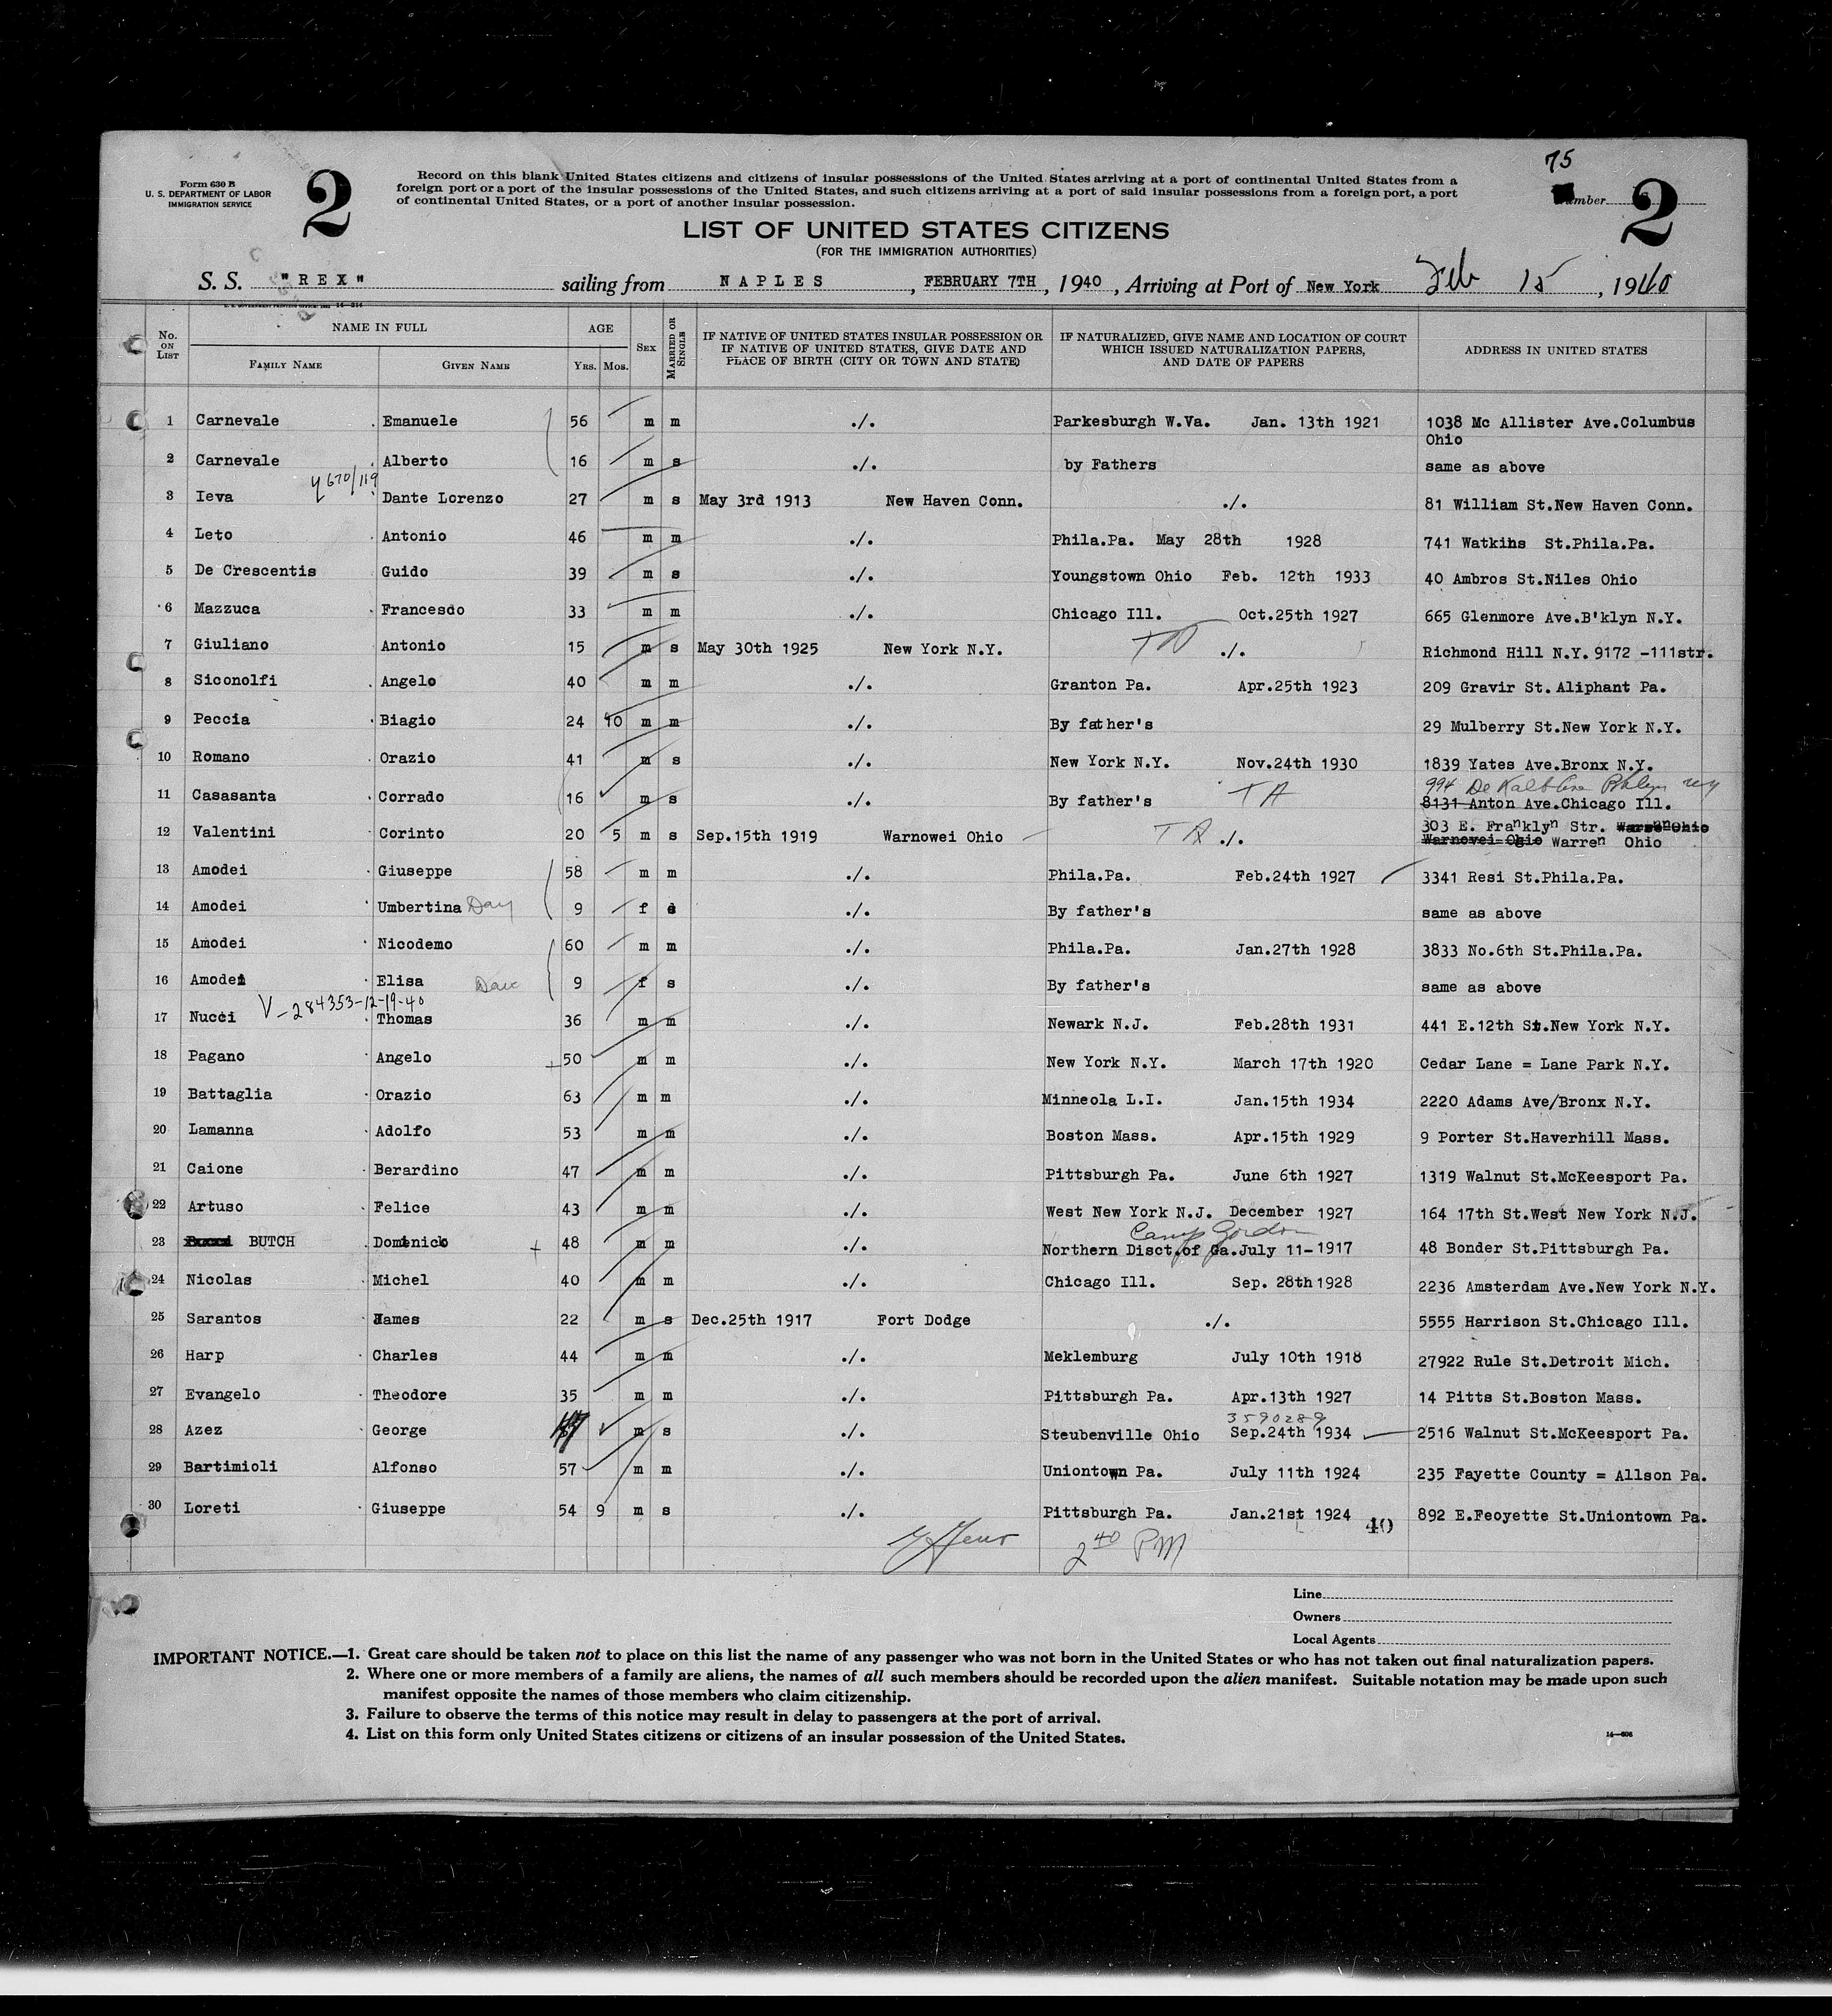 75
Form 630 B
U. S. DEPARTMENT OF LABOR
IMMIGRATION SERVICE
2
Record on this blank United States citizens and citizens of insular possessions of the United States arriving at a port of continental United States from a
foreign port or a port of the insular possessions of the United States, and such citizens arriving at a port of said insular possessions from a foreign port, a port
of continental United States, or a port of another insular possession.
2
LIST OF UNITED STATES CITIZENS
(FOR THE IMMIGRATION AUTHORITIES)
S. S. "REX" sailing from NAPLES, FEBRUARY 7TH, 1940, Arriving at Port of New York Feb 15, 1940
No. ON LIST NAME IN FULL FAMILY NAME GIVEN NAME AGE YRS. MOS. SEX MARRIED OR SINGLE IF NATIVE OF UNITED STATES INSULAR POSSESSION OR IF NATIVE OF UNITED STATES, GIVE DATE AND PLACE OF BIRTH (CITY OR TOWN AND STATE) IF NATURALIZED, GIVE NAME AND LOCATION OF COURT WHICH ISSUED NATURALIZATION PAPERS, AND DATE OF PAPERS ADDRESS IN UNITED STATES
1 Carnevale Emanuele 56 m m ./. Parkesburgh W.Va. Jan. 13th 1921 1038 Mc Allister Ave.Columbus
Ohio
2 Carnevale Alberto 16 m s ./. by Fathers same as above
4670/119
3 Ieva Dante Lorenzo 27 m s May 3rd 1913 New Haven Conn. ./. 81 William St.New Haven Conn.
4 Leto Antonio 46 m m ./. Phila.Pa. May 28th 1928 741 Watkins St.Phila.Pa.
5 De Crescentis Guido 39 m s ./. Youngstown Ohio Feb. 12th 1933 40 Ambros St.Niles Ohio
6 Mazzuca Francesco 33 m m ./. Chicago Ill. Oct.25th 1927 665 Glenmore Ave.B'klyn N.Y.
7 Giuliano Antonio 15 m s May 30th 1925 New York N.Y. ./. Richmond Hill N.Y. 9172 -111str.
8 Siconolfi Angelo 40 m m ./. Granton Pa. Apr.25th 1923 209 Gravir St. Aliphant Pa.
9 Peccia Biagio 24 10 m m ./. By father's 29 Mulberry St.New York N.Y.
10 Romano Orazio 41 m s ./. New York N.Y. Nov.24th 1930 1839 Yates Ave.Bronx N.Y.
994 De Kalb Ave Bklyn NY
11 Casasanta Corrado 16 m s ./. By father's TA 8131 Anton Ave.Chicago Ill.
12 Valentini Corinto 20 5 m s Sep.15th 1919 Warnowei Ohio TA ./. 303 E. Franklyn Str.
Warnovei Ohio Warren Ohio
13 Amodei Giuseppe 58 m m ./. Phila.Pa. Feb.24th 1927 3341 Resi St.Phila.Pa.
14 Amodei Umbertina 9 f ./. By father's same as above
15 Amodei Nicodemo 60 m m ./. Phila.Pa. Jan.27th 1928 3833 No.6th St.Phila.Pa.
16 Amodei Elisa 9 f s ./. By father's same as above
V-284353-12-19-40
17 Nucci Thomas 36 m m ./. Newark N.J. Feb.28th 1931 441 E.12th St.New York N.Y.
18 Pagano Angelo 50 m m ./. New York N.Y. March 17th 1920 Cedar Lane = Lane Park N.Y.
19 Battaglia Orazio 63 m m ./. Minneola L.I. Jan.15th 1934 2220 Adams Ave/Bronx N.Y.
20 Lamanna Adolfo 53 m m ./. Boston Mass. Apr.15th 1929 9 Porter St.Haverhill Mass.
21 Caione Berardino 47 m m ./. Pittsburgh Pa. June 6th 1927 1319 Walnut St.McKeesport Pa.
22 Artuso Felice 43 m m ./. West New York N.J. December 1927 164 17th St.West New York N.J.
Camp Gordon
23 BUTCH Dominick 48 m m ./. Northern Disct.of Ga.July 11-1917 48 Bonder St.Pittsburgh Pa.
24 Nicolas Michel 40 m m ./. Chicago Ill. Sep. 28th 1928 2236 Amsterdam Ave.New York N.Y.
25 Sarantos James 22 m s Dec.25th 1917 Fort Dodge ./. 5555 Harrison St.Chicago Ill.
26 Harp Charles 44 m m ./. Meklemburg July 10th 1918 27922 Rule St.Detroit Mich.
27 Evangelo Theodore 35 m m ./. Pittsburgh Pa. Apr.13th 1927 14 Pitts St.Boston Mass.
3590289
28 Azez George m s ./. Steubenville Ohio Sep.24th 1934 2516 Walnut St.McKeesport Pa.
29 Bartimioli Alfonso 57 m m ./. Uniontown Pa. July 11th 1924 235 Fayette County = Allson Pa.
30 Loreti Giuseppe 54 9 m s ./. Pittsburgh Pa. Jan.21st 1924 892 E.Feoyette St.Uniontown Pa.
40
2 40 PM
Line
Owners
Local Agents
IMPORTANT NOTICE.—1. Great care should be taken not to place on this list the name of any passenger who was not born in the United States or who has not taken out final naturalization papers.
2. Where one or more members of a family are aliens, the names of all such members should be recorded upon the alien manifest. Suitable notation may be made upon such
manifest opposite the names of those members who claim citizenship.
3. Failure to observe the terms of this notice may result in delay to passengers at the port of arrival.
4. List on this form only United States citizens or citizens of an insular possession of the United States.